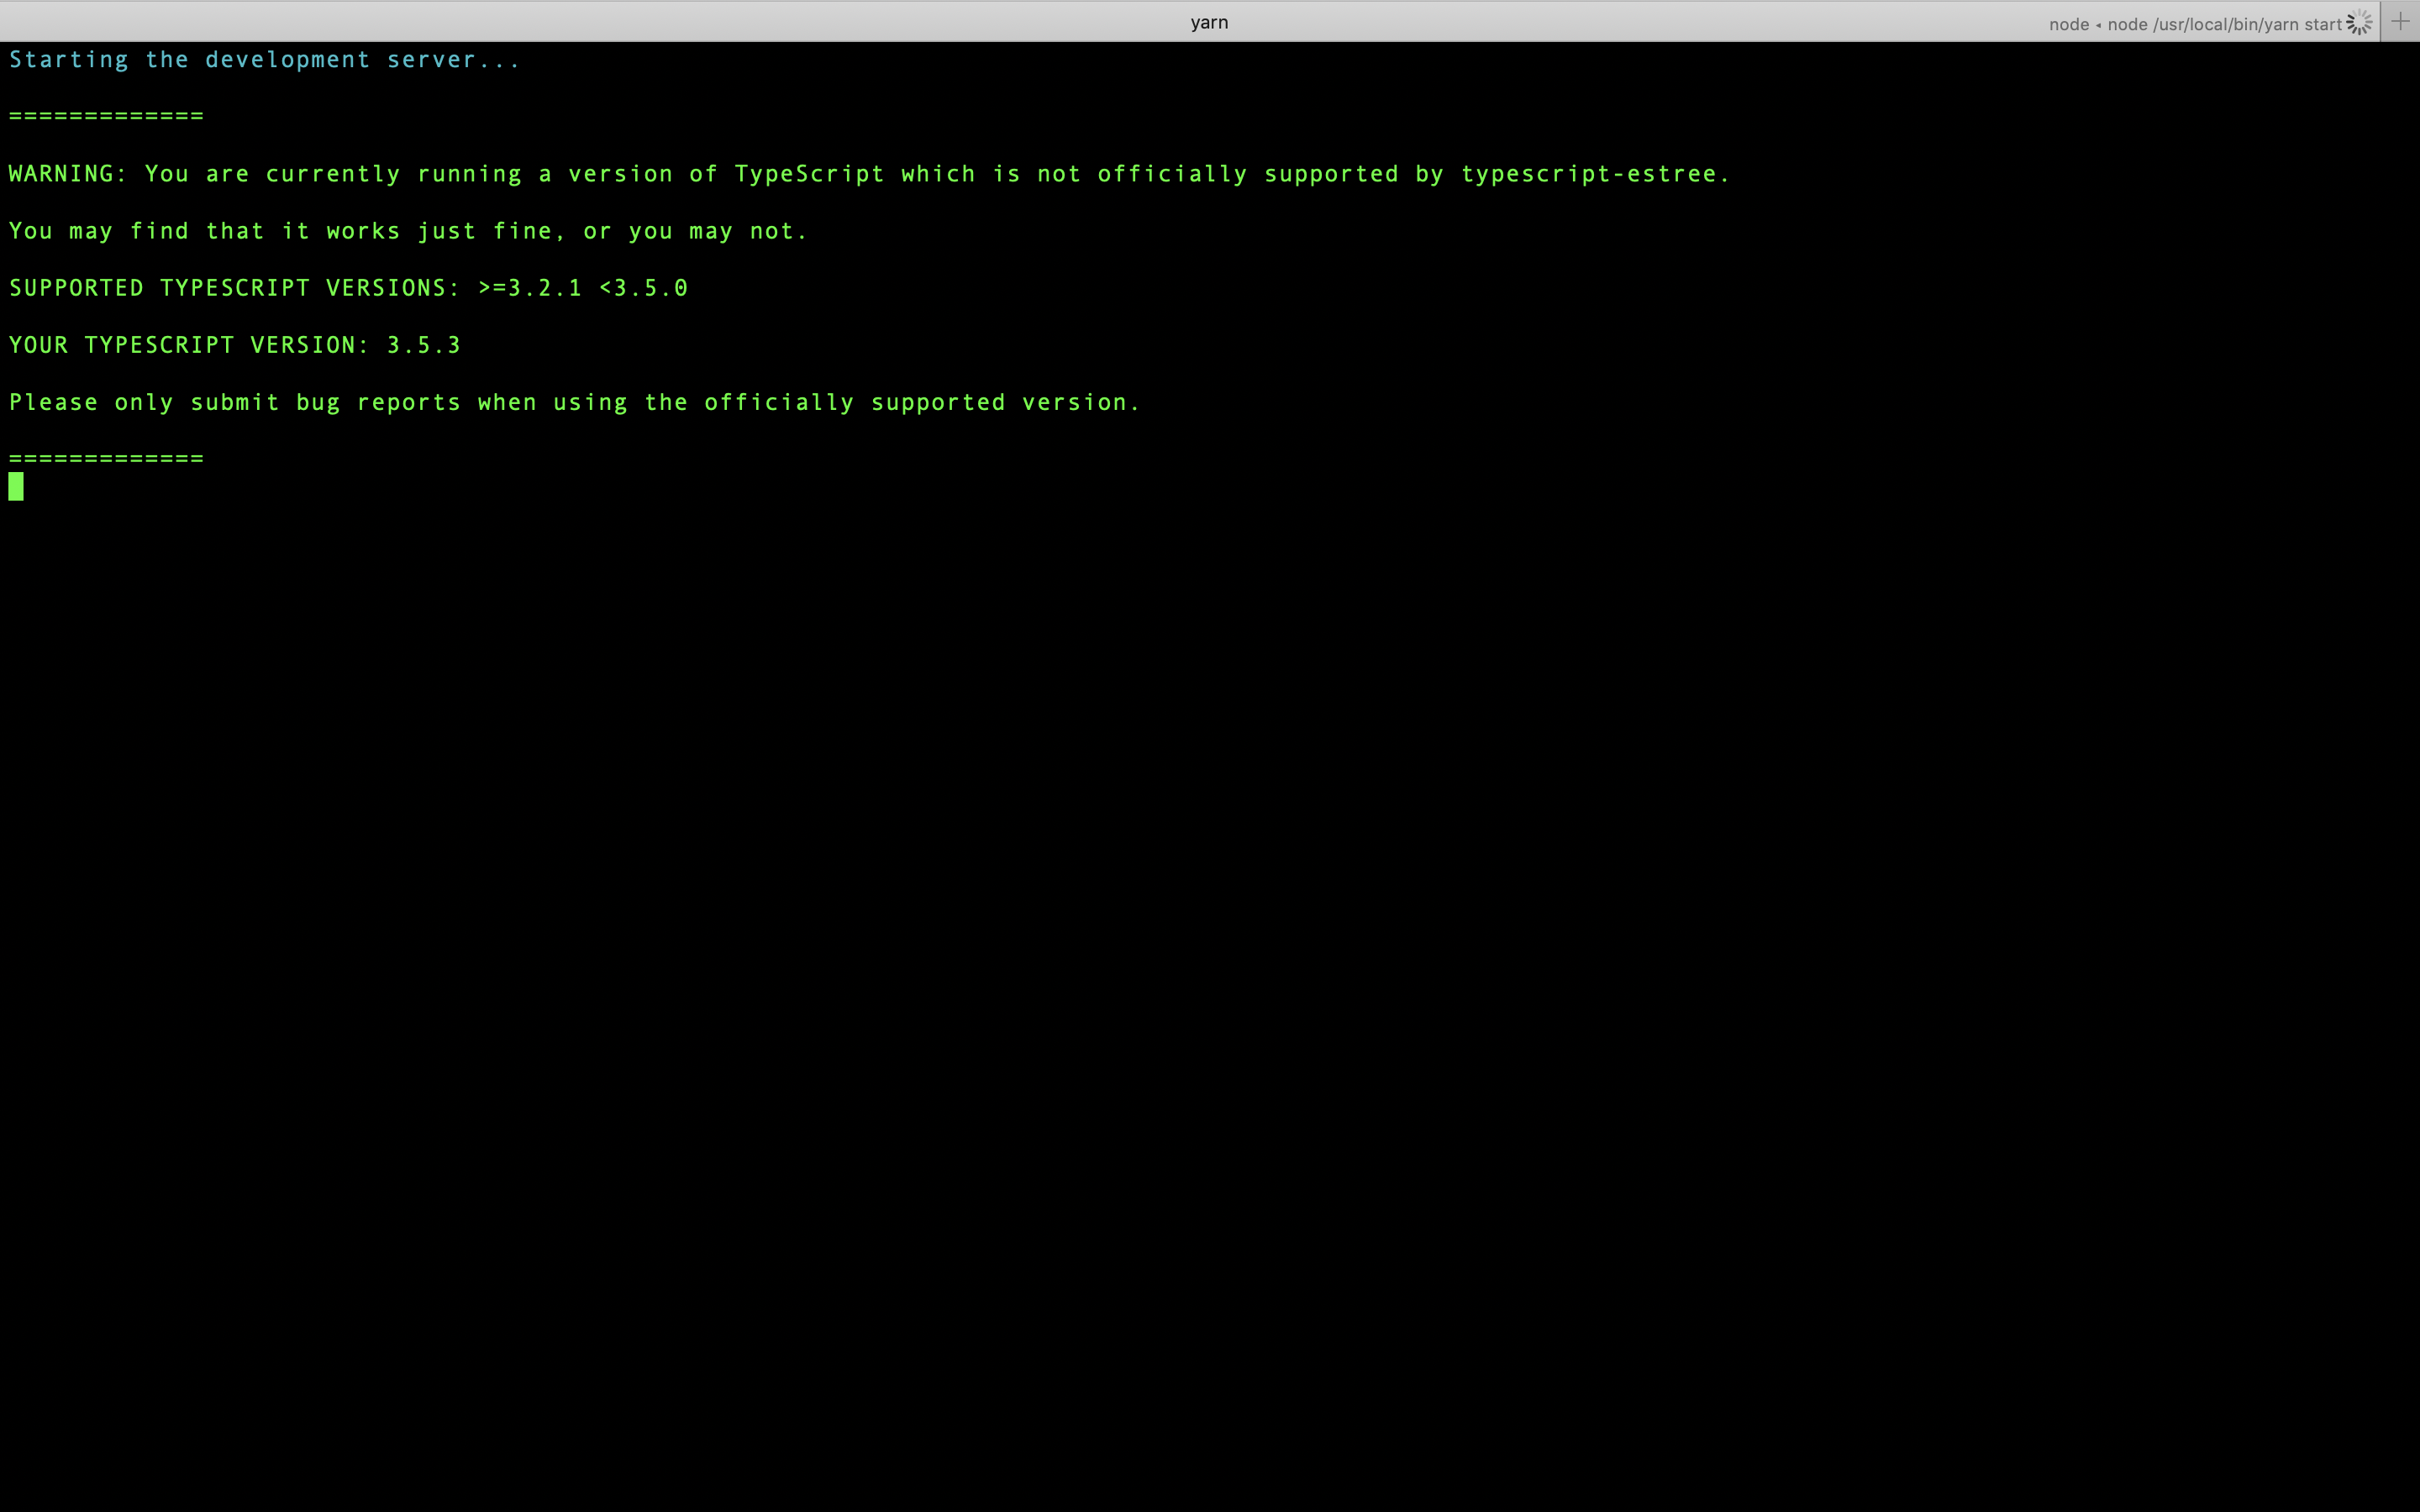 yarn
node ◂ node /usr/local/bin/yarn start
Starting the development server...
=============
WARNING: You are currently running a version of TypeScript which is not officially supported by typescript-estree.
You may find that it works just fine, or you may not.
SUPPORTED TYPESCRIPT VERSIONS: >=3.2.1 <3.5.0
YOUR TYPESCRIPT VERSION: 3.5.3
Please only submit bug reports when using the officially supported version.
=============